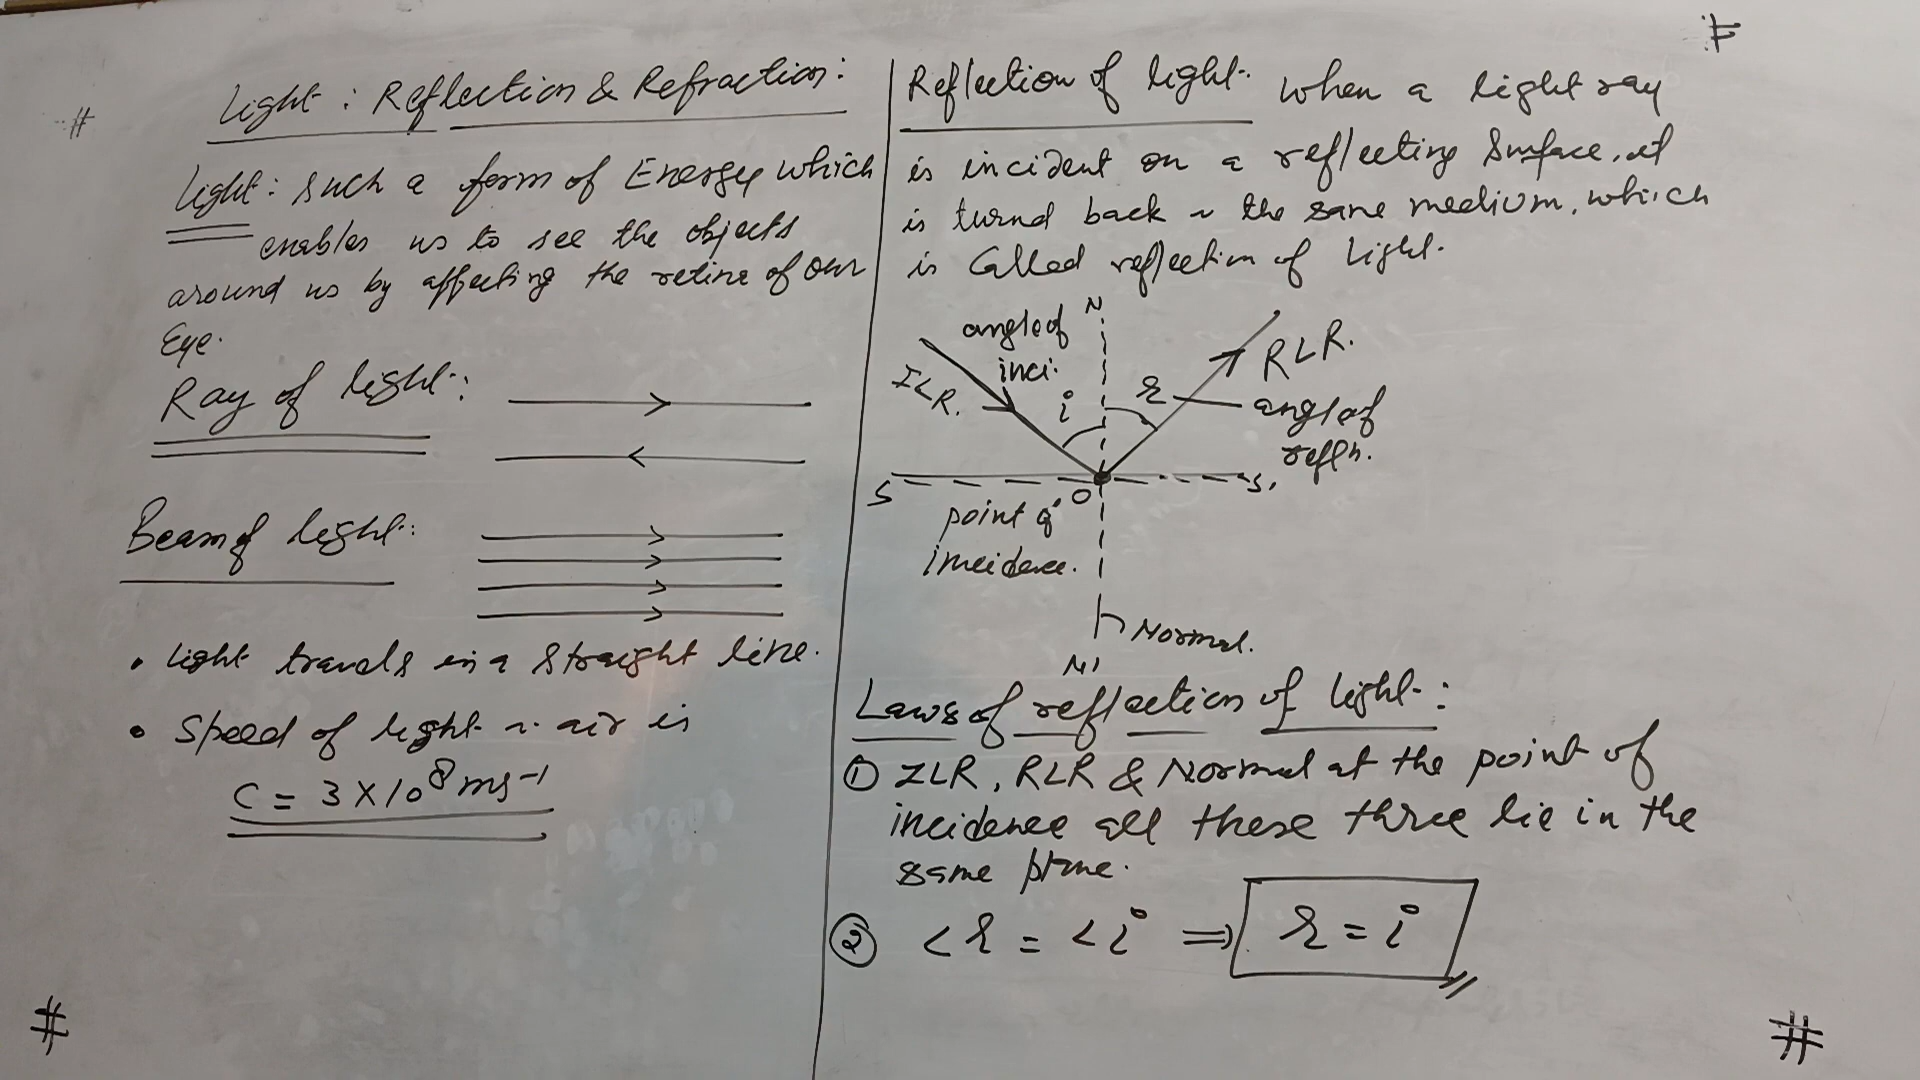 Light : Reflection & Refraction:
Light : such a form of Energy which
enables us to see the objects
around us by affecting the retina of our
Eye.
Ray of light :
Beam of light :
• Light travels in a straight line.
• Speed of light in air is
C = 3 × 10⁸ ms⁻¹
Reflection of light. When a light ray
is incident on a reflecting surface, it
is turnd back in the same medium, which
is Called reflection of light.
N
angle of
inci.
ILR.
i
r
RLR.
angle of
refln.
S
O
S'
point of
incidence.
Normal.
N'
Laws of reflection of light :
① ILR, RLR & Normal at the point of
incidence all these three lie in the
same plane.
② <r = <i ⇒ r = i